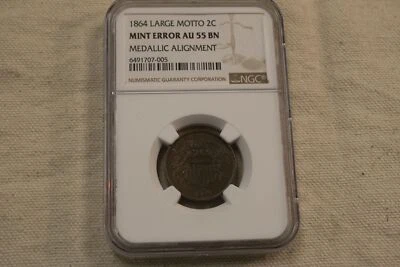 1864 LARGE MOTTO 2C
MINT ERROR AU 55 BN
MEDALLIC ALIGNMENT
6491707-005
NUMISMATIC GUARANTY CORPORATION
NGC